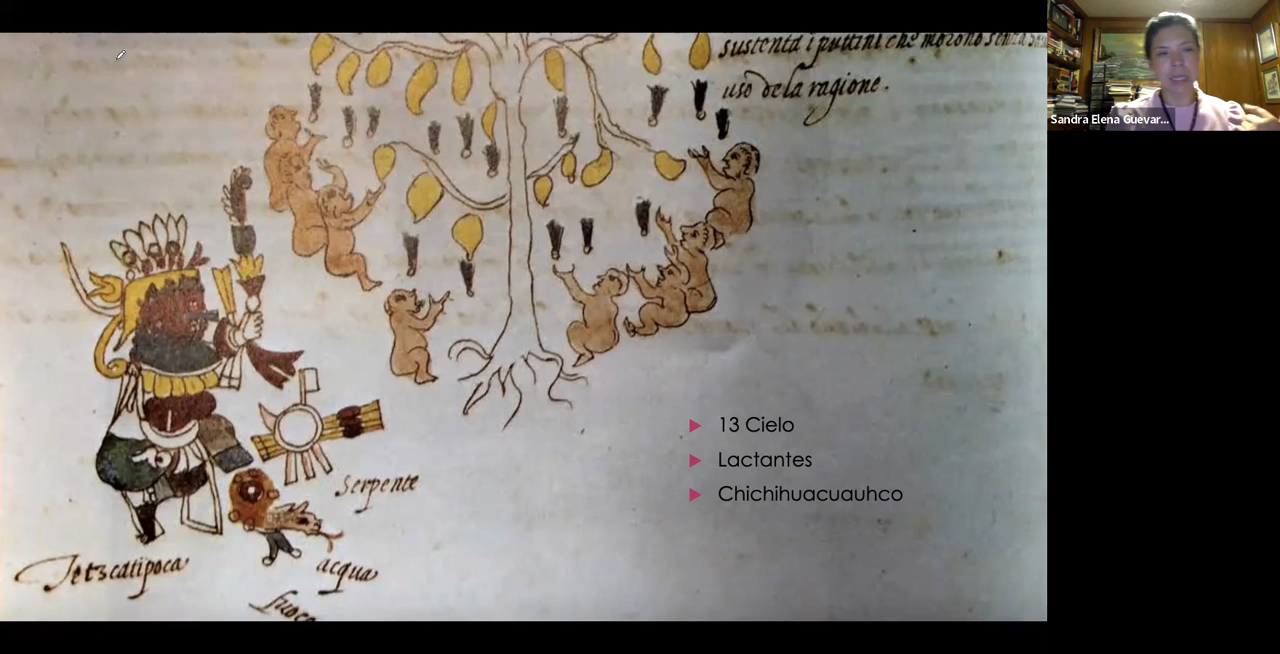 sustenta i puttini che morono senza
uso de la ragione.
Sandra Elena Guevar...
13 Cielo
Lactantes
Chichihuacuauhco
serpente
Tetzcatipoca
acqua
fuoco